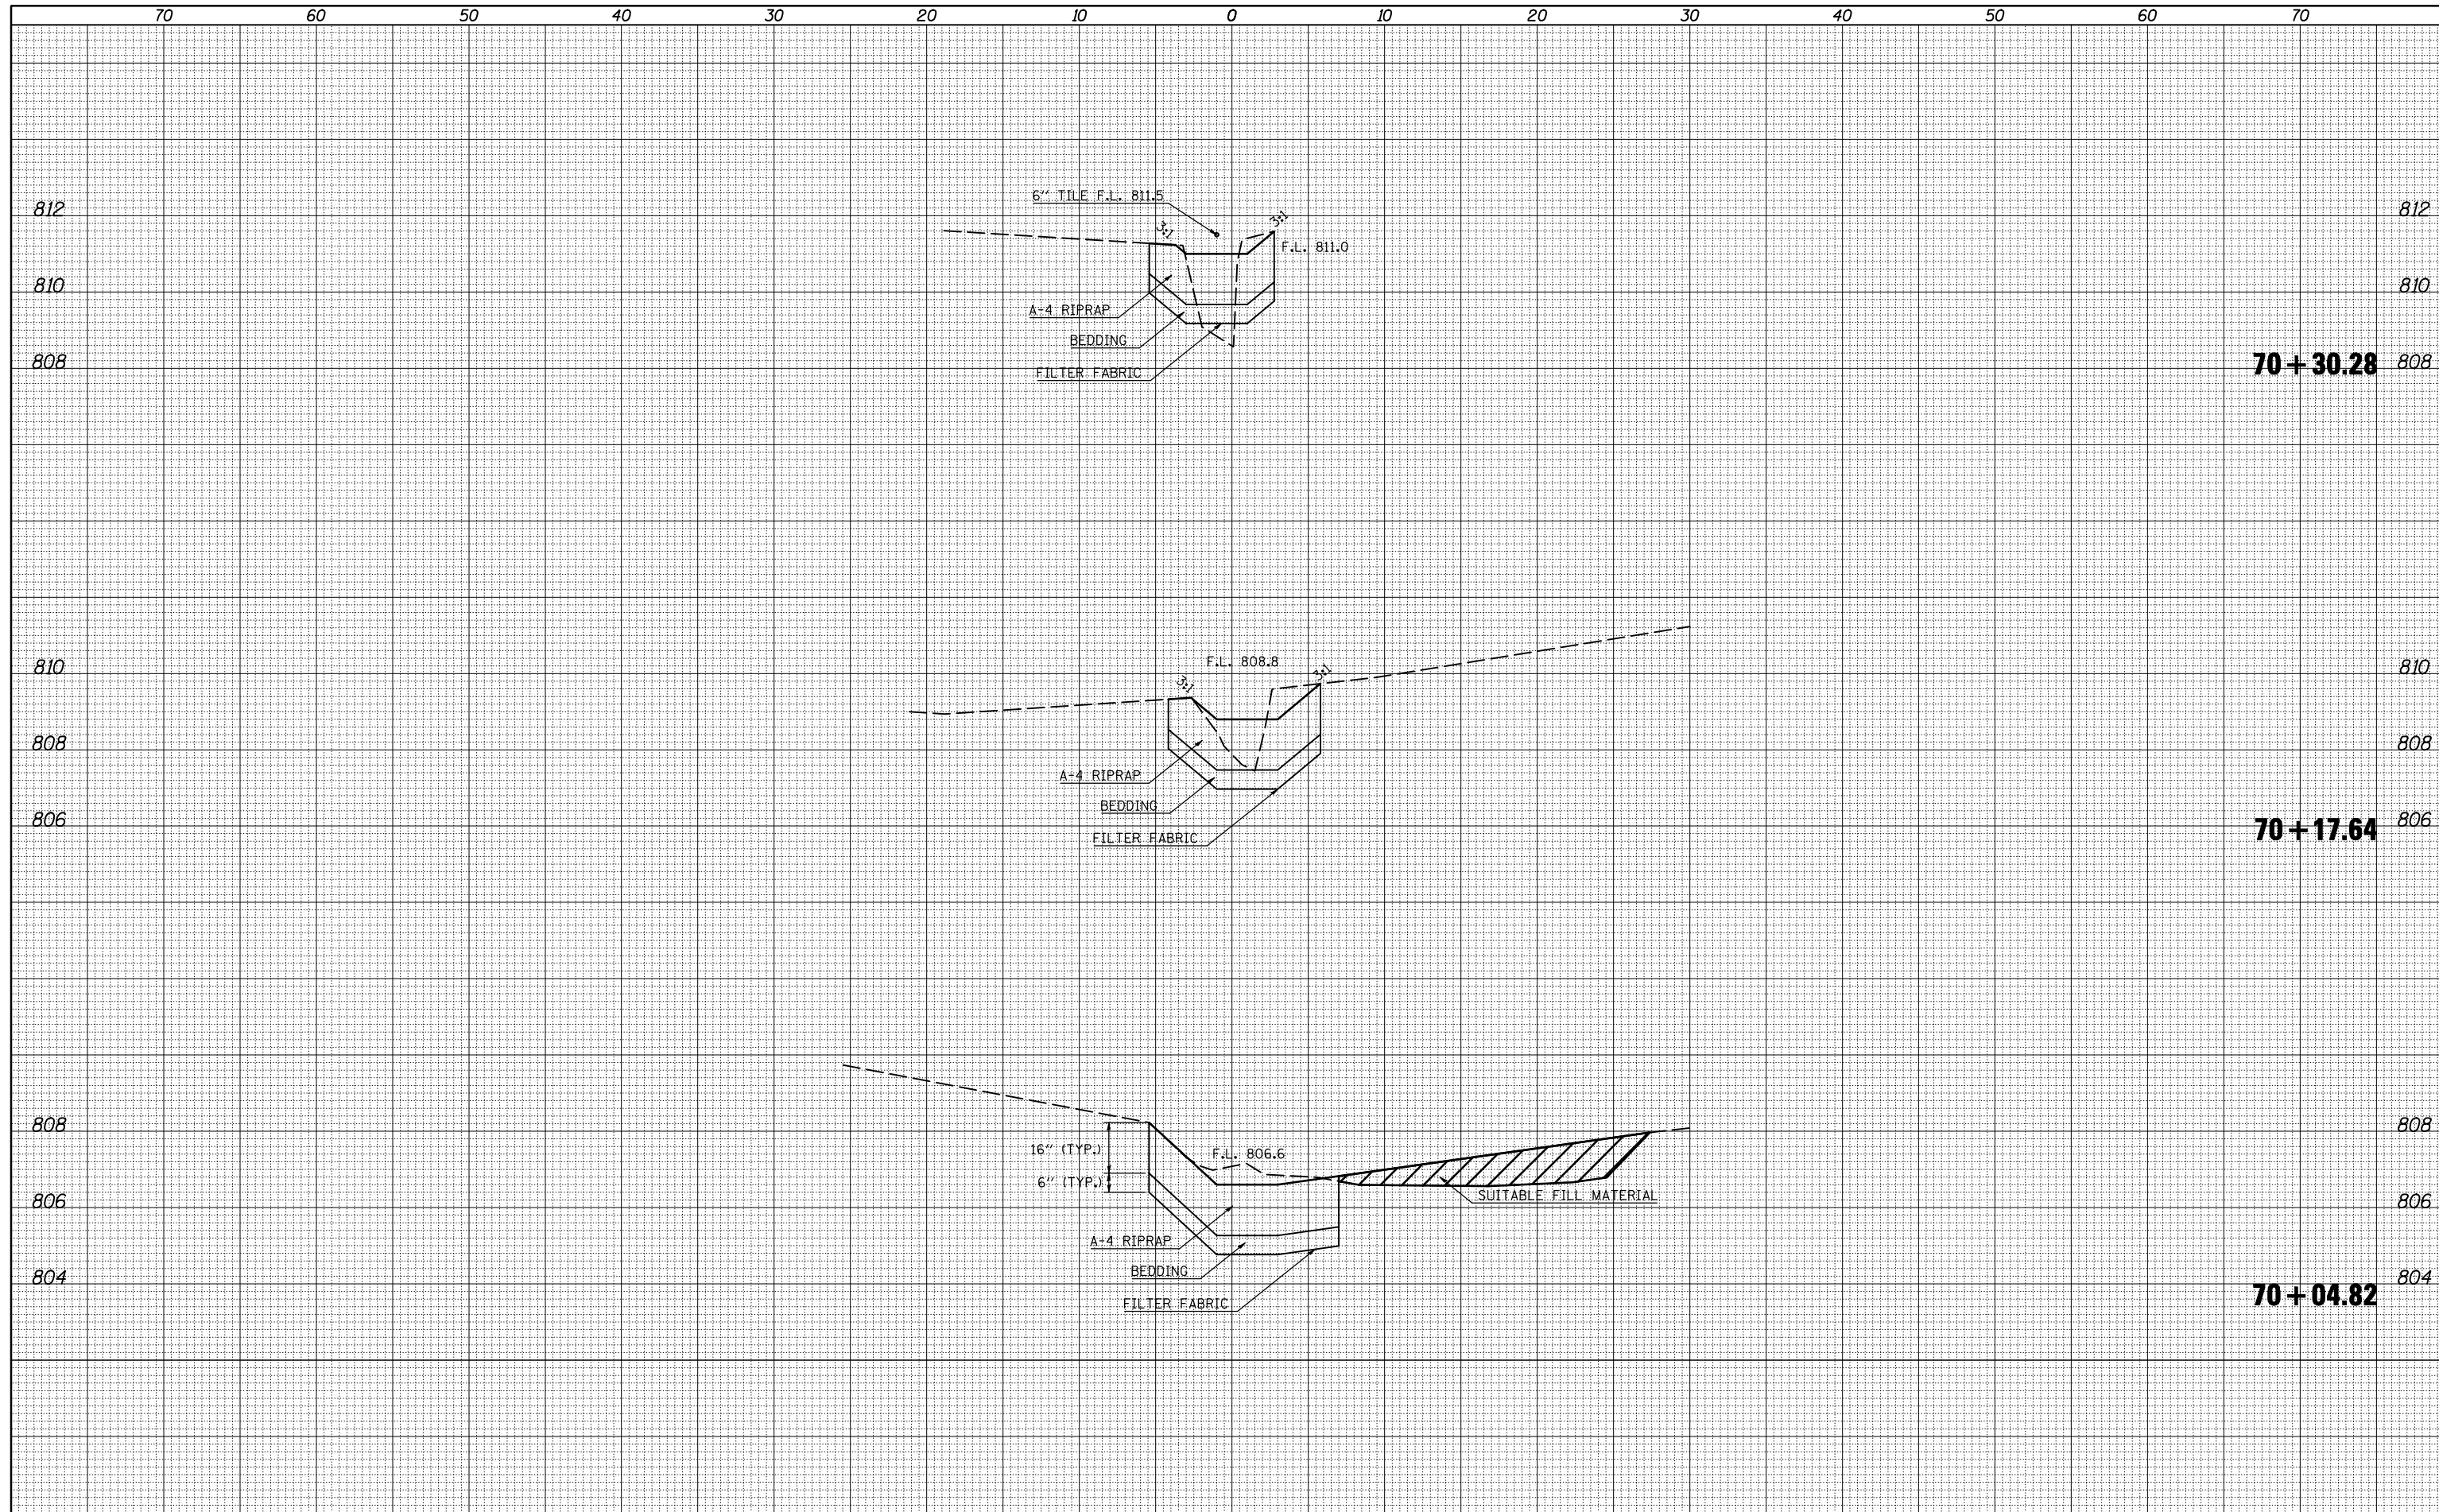 70 60 50 40 30 20 10 0 10 20 30 40 50 60 70
6'' TILE F.L. 811.5
812 812
3:1 3:1
F.L. 811.0
810 810
A-4 RIPRAP
BEDDING
808 70+30.28 808
FILTER FABRIC
F.L. 808.8
810 810
3:1 3:1
808 808
A-4 RIPRAP
BEDDING
806 70+17.64 806
FILTER FABRIC
808 808
16'' (TYP.)
F.L. 806.6
6'' (TYP.)
SUITABLE FILL MATERIAL
806 806
A-4 RIPRAP
BEDDING
804 804
70+04.82
FILTER FABRIC